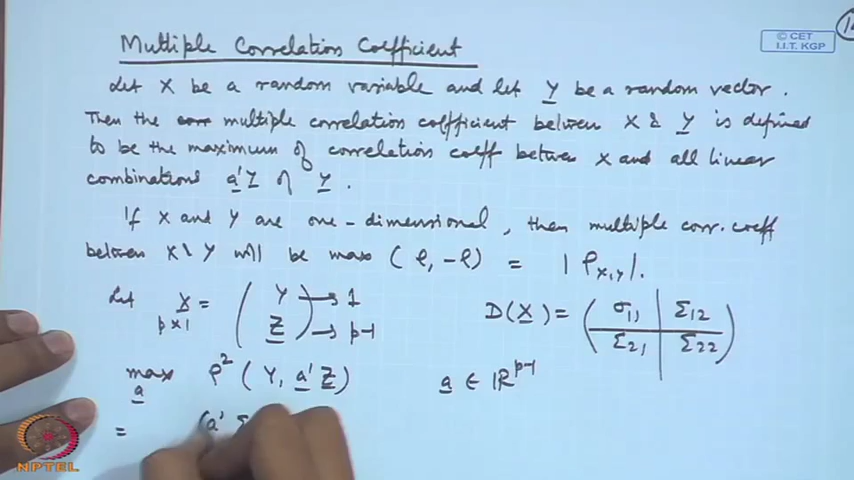 Multiple Correlation Coefficient
© CET
I.I.T. KGP
Let X be a random variable and let Y be a random vector.
Then the multiple correlation coefficient between X & Y is defined
to be the maximum of correlation coeff between X and all linear
combinations a'Y of Y.
If X and Y are one-dimensional, then multiple corr. coeff
between X & Y will be max (ρ, -ρ) = |ρ_{X,Y}|.
Let X p×1 = ( Y → 1 ; Z → p-1 ) D(X) = ( σ11 Σ12 ; Σ21 Σ22 )
max a ρ²(Y, a'Z) a ∈ ℝ^{p-1}
= (a'
NPTEL